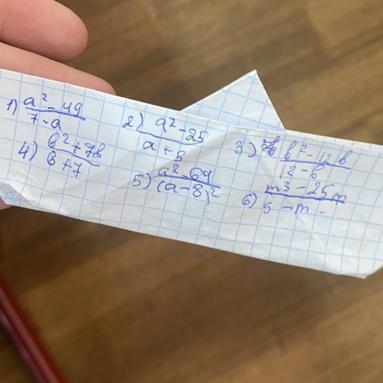 1) a² - 49 / 7 - a
2) a² - 25 / a + 5
3) b² - 12b / 12 - b
4) b² + 7b / b + 7
5) a² - 64 / (a - 8)²
6) m³ - 25m / 5 - m